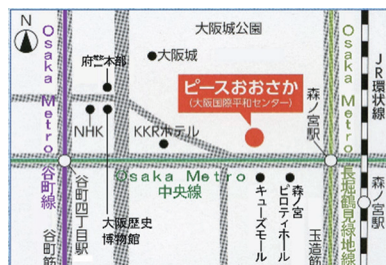 N
大阪城公園
大阪城
府警本部
ピースおおさか
(大阪国際平和センター)
NHK
KKRホテル
大阪歴史
博物館
Osaka Metro
中央線
Osaka Metro 谷町線
谷町四丁目駅
谷町筋
森ノ宮駅
Osaka Metro 長堀鶴見緑地線
JR環状線
キューズモール
森ノ宮
ピロティホール
玉造筋